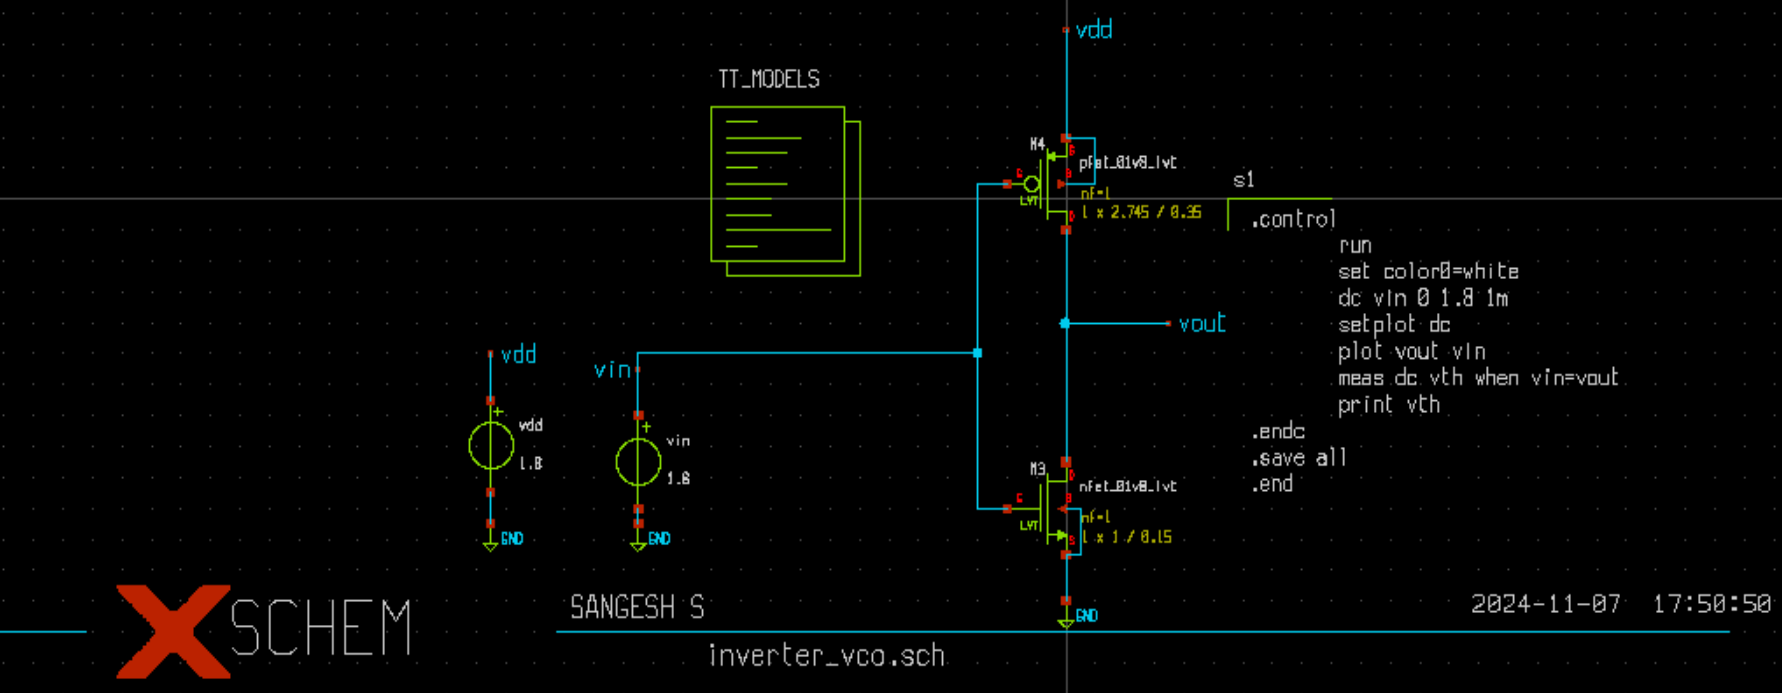 vdd
TT_MODELS
M4
G
S
B
D
pfet_01v8_lvt
LVT
nf=1
1 x 2.745 / 0.35
s1
.control
run
set color0=white
dc vin 0 1.8 1m
setplot dc
plot vout vin
meas dc vth when vin=vout
print vth
.endc
.save all
.end
vout
vdd
vin
+
vdd
1.8
GND
+
vin
1.6
GND
M3
G
D
B
S
nfet_01v8_lvt
LVT
nf=1
1 x 1 / 0.15
GND
XSCHEM
SANGESH S
inverter_vco.sch
2024-11-07 17:50:50